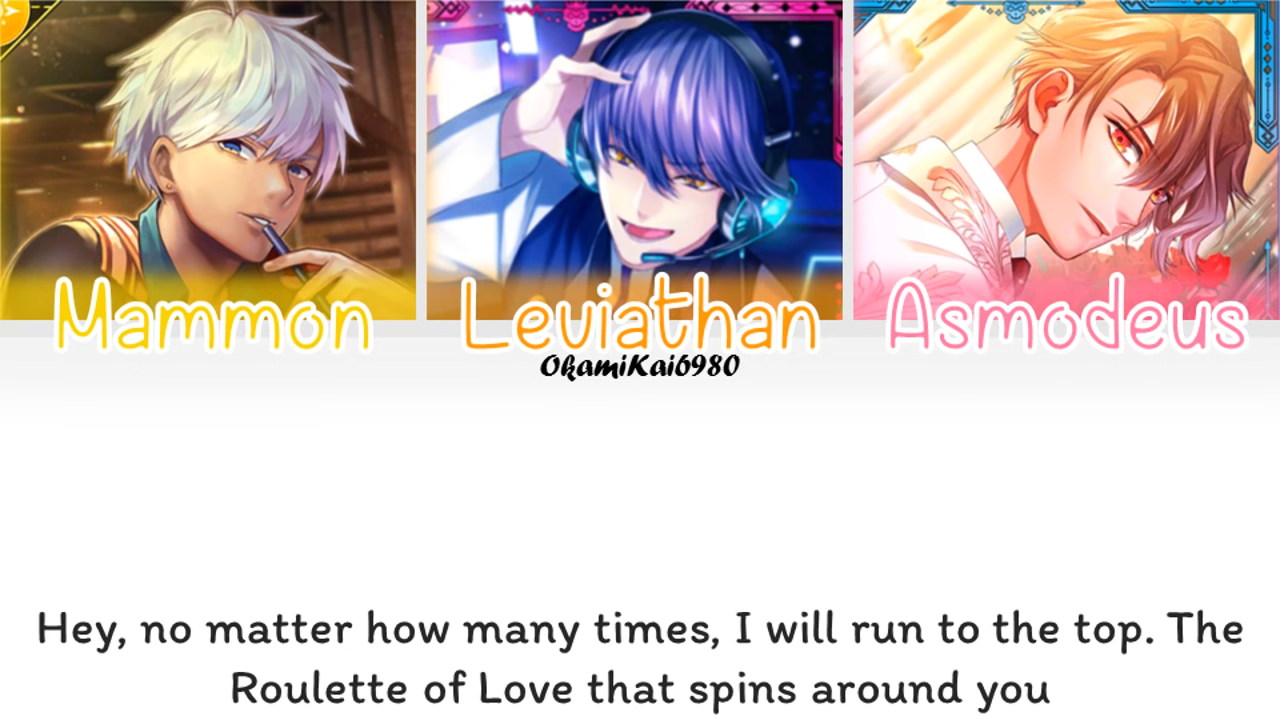 Mammon
Leviathan
Asmodeus
OkamiKai6980
Hey, no matter how many times, I will run to the top. The
Roulette of Love that spins around you